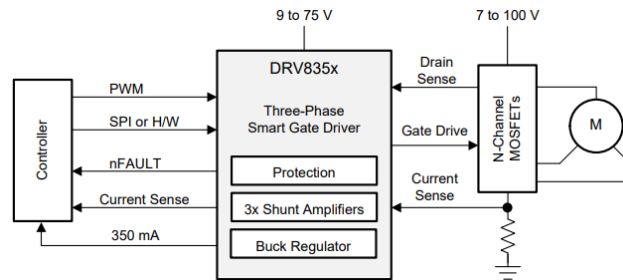 9 to 75 V
7 to 100 V
DRV835x
Three-Phase
Smart Gate Driver
Protection
3x Shunt Amplifiers
Buck Regulator
Controller
PWM
SPI or H/W
nFAULT
Current Sense
350 mA
Drain
Sense
Gate Drive
Current
Sense
N-Channel
MOSFETs
M